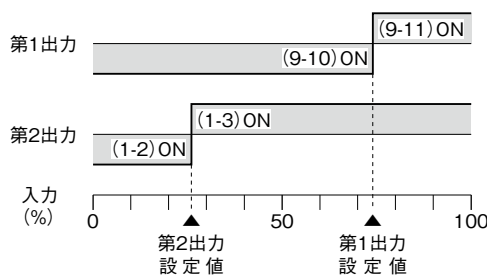 第1出力
(9-11)ON
(9-10)ON
第2出力
(1-3)ON
(1-2)ON
入力
(%)
0
50
100
第2出力
設定値
第1出力
設定値